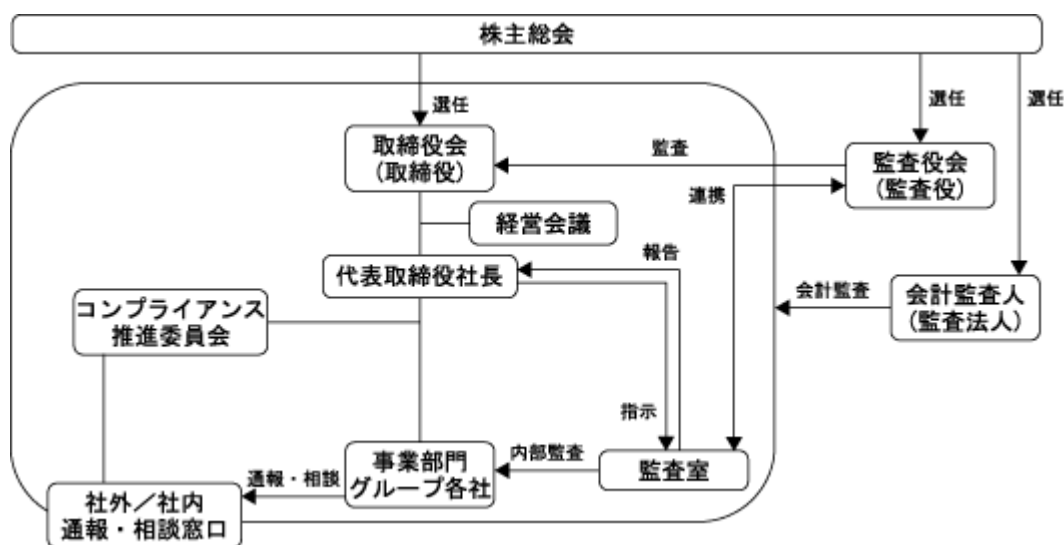 株主総会
選任
選任
選任
取締役会
(取締役)
監査
監査役会
(監査役)
連携
経営会議
報告
代表取締役社長
会計監査
会計監査人
(監査法人)
コンプライアンス
推進委員会
指示
事業部門
グループ各社
内部監査
監査室
通報・相談
社外／社内
通報・相談窓口